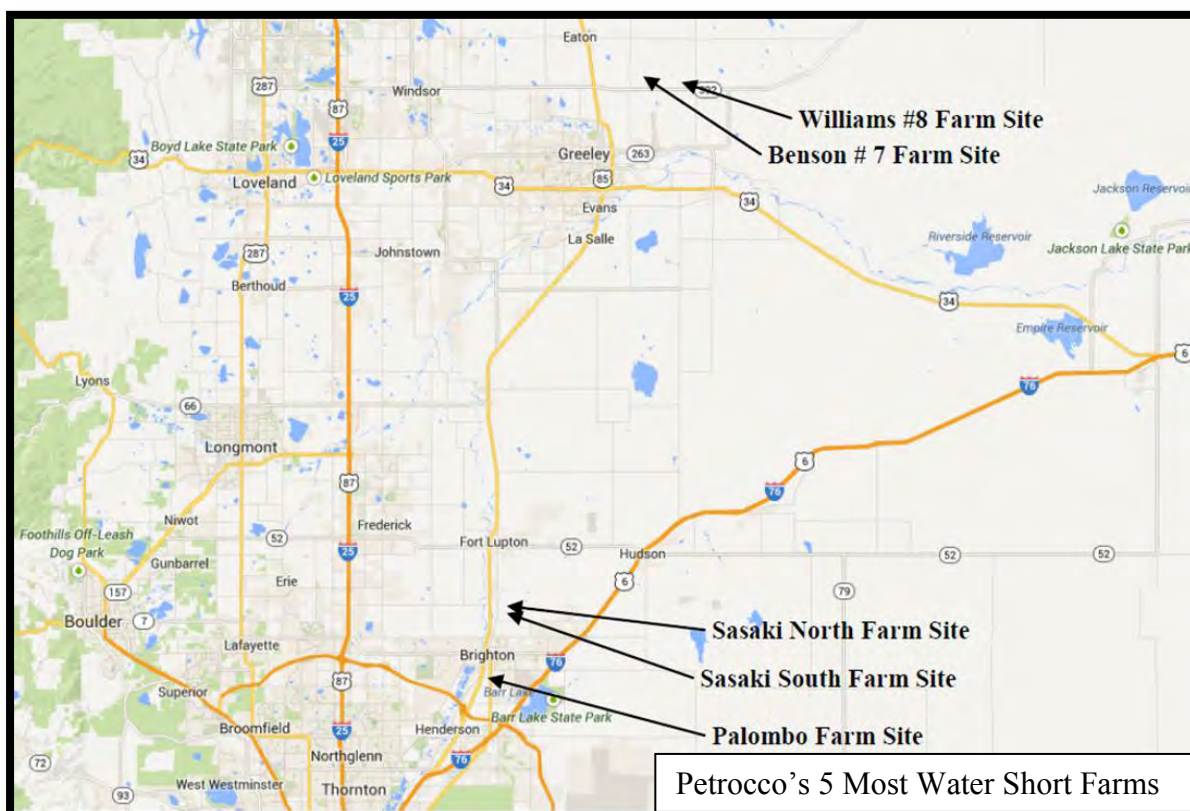 Eaton
287
87
Windsor
392
Williams #8 Farm Site
25
Boyd Lake State Park
Greeley
263
Benson # 7 Farm Site
34
Loveland
Loveland Sports Park
34
85
Jackson Reservoir
Evans
34
La Salle
Riverside Reservoir
Jackson Lake State Park
287
Johnstown
Berthoud
25
34
Empire Reservoir
6
Lyons
76
66
Longmont
6
87
76
Niwot
Frederick
Foothills Off-Leash
Dog Park
52
Fort Lupton
52
Hudson
52
52
25
Gunbarrel
6
157
Erie
79
Boulder
7
Sasaki North Farm Site
Lafayette
Brighton
76
Sasaki South Farm Site
87
Superior
Barr Lake
Barr Lake State Park
Broomfield
25
Henderson
Palombo Farm Site
Northglenn
76
72
West Westminster
Thornton
93
Petrocco's 5 Most Water Short Farms